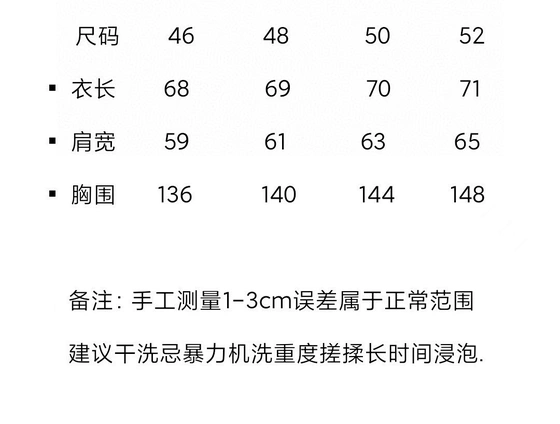 尺码 46 48 50 52
▪ 衣长 68 69 70 71
▪ 肩宽 59 61 63 65
▪ 胸围 136 140 144 148
备注: 手工测量1-3cm误差属于正常范围
建议干洗忌暴力机洗重度搓揉长时间浸泡.